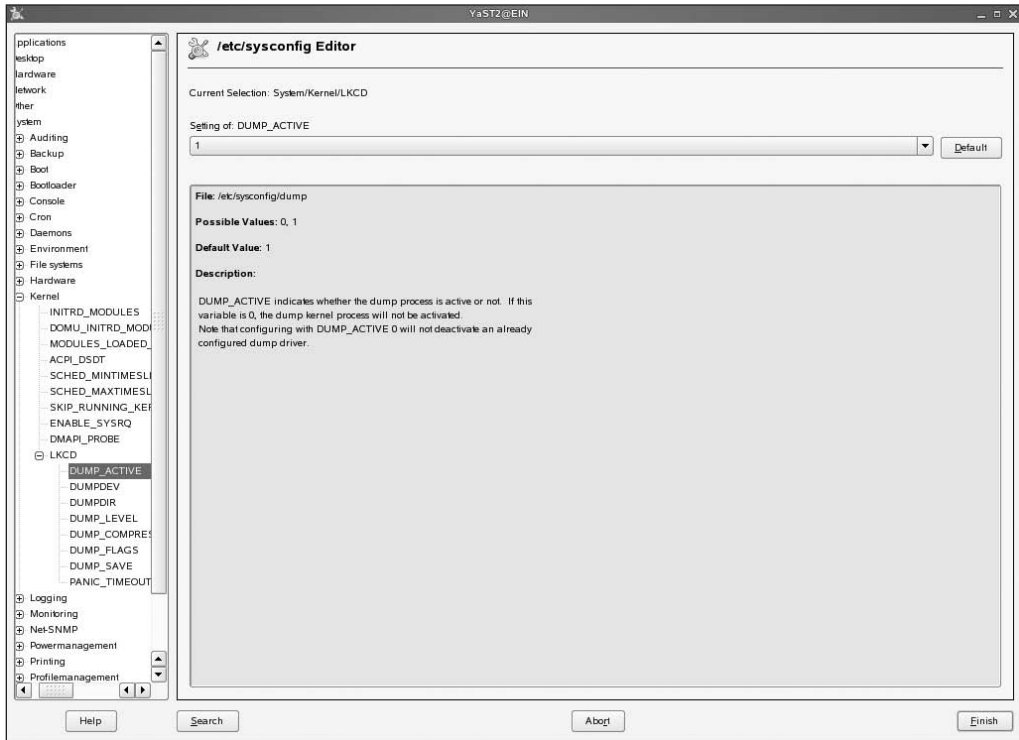 YaST2@EIN
pplications
esktop
ardware
etwork
ther
ystem
Auditing
Backup
Boot
Bootloader
Console
Cron
Daemons
Environment
File systems
Hardware
Kernel
INITRD_MODULES
DOMU_INITRD_MODU
MODULES_LOADED_
ACPI_DSDT
SCHED_MINTIMESLI
SCHED_MAXTIMESL
SKIP_RUNNING_KER
ENABLE_SYSRQ
DMAPI_PROBE
LKCD
DUMP_ACTIVE
DUMPDEV
DUMPDIR
DUMP_LEVEL
DUMP_COMPRES
DUMP_FLAGS
DUMP_SAVE
PANIC_TIMEOUT
Logging
Monitoring
Net-SNMP
Powermanagement
Printing
Profilemanagement
/etc/sysconfig Editor
Current Selection: System/Kernel/LKCD
Setting of: DUMP_ACTIVE
1
Default
File: /etc/sysconfig/dump
Possible Values: 0, 1
Default Value: 1
Description:
DUMP_ACTIVE indicates whether the dump process is active or not. If this
variable is 0, the dump kernel process will not be activated.
Note that configuring with DUMP_ACTIVE 0 will not deactivate an already
configured dump driver.
Help
Search
Abort
Finish